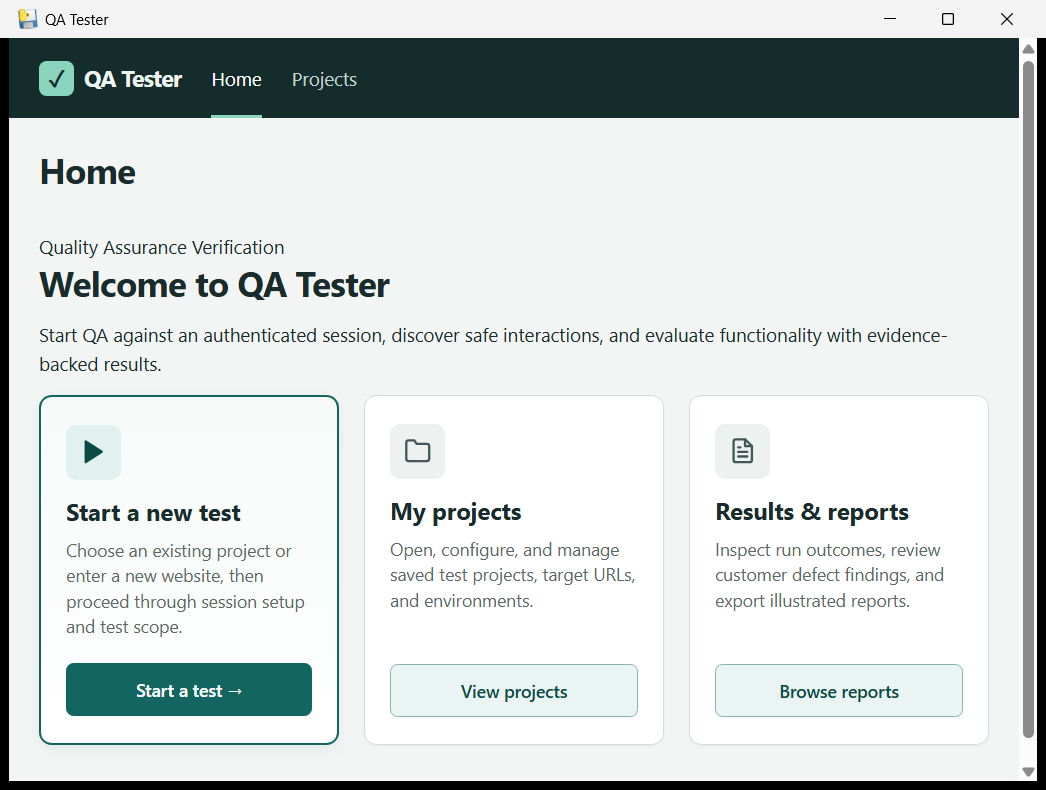 QA Tester
✓ QA Tester Home Projects
Home
Quality Assurance Verification
Welcome to QA Tester
Start QA against an authenticated session, discover safe interactions, and evaluate functionality with evidence-
backed results.
Start a new test
Choose an existing project or
enter a new website, then
proceed through session setup
and test scope.
Start a test →
My projects
Open, configure, and manage
saved test projects, target URLs,
and environments.
View projects
Results & reports
Inspect run outcomes, review
customer defect findings, and
export illustrated reports.
Browse reports